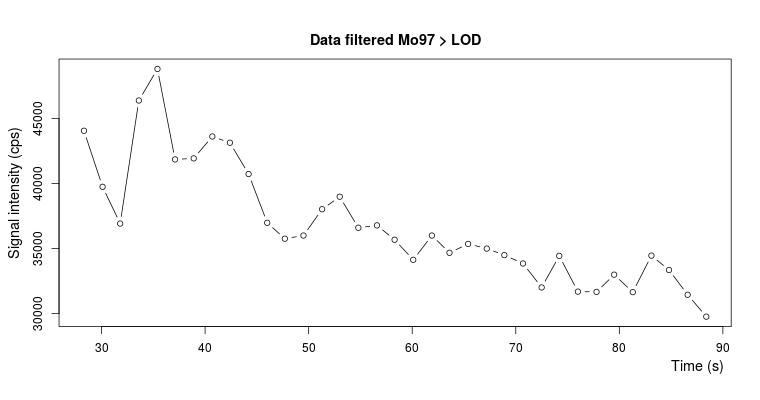 Data filtered Mo97 > LOD
Signal intensity (cps)
45000
40000
35000
30000
30 40 50 60 70 80 90
Time (s)